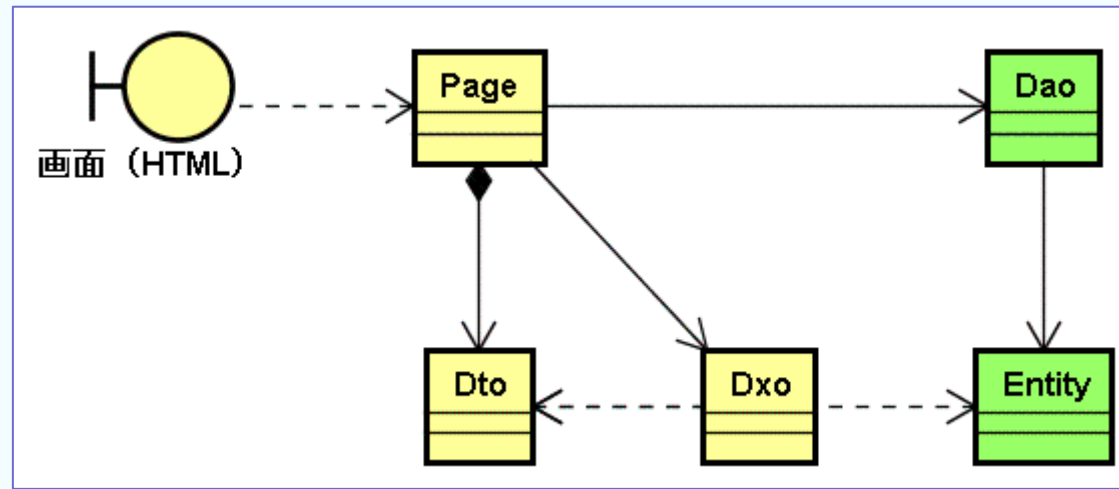 Page
Dao
画面（HTML）
Dto
Dxo
Entity